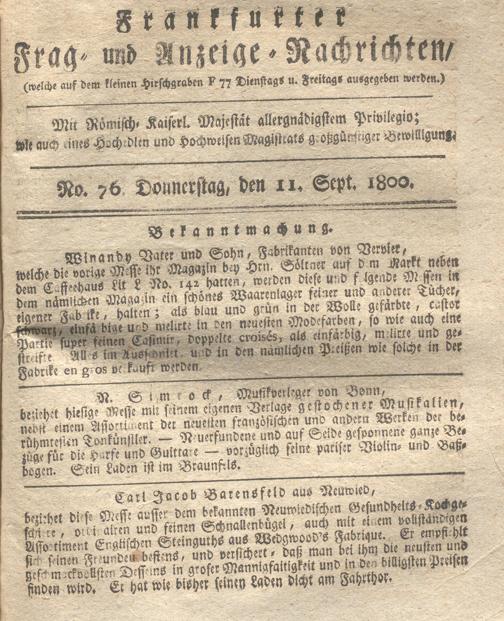 Frankfurter
Frag- und Anzeige-Nachrichten/
(welche auf dem kleinen Hirschgraben F 77 Dienstags u. Freitags ausgegeben werden.)
Mit Römisch-Kaiserl. Majestät allergnädigstem Privilegio;
wie auch eines Hochedlen und Hochweisen Magistrats großgünstiger Bewilligung.
No. 76. Donnerstag, den 11. Sept. 1800.
Bekanntmachung.
Winandy Vater und Sohn, Fabrikanten von Vervier,
welche die vorige Messe ihr Magazin bey Hrn. Söltner auf dem Markt neben
dem Caffeehaus Lit L No. 142 hatten, werden diese und folgende Messen in
dem nämlichen Magazin ein schönes Waarenlager feiner und anderer Tücher,
eigener Fabrike, halten; als blau und grün in der Wolle gefärbte, castor
schwarz, einfärbige und melirte in den neuesten Modefarben, so wie auch eine
Partie super feinen Casimir, doppelte croisés, als einfärbig, melirte und ge-
streifte. Alles im Ausschnitt, und in den nämlichen Preißen wie solche in der
Fabrike en gros verkauft werden.
N. Simrock, Musikverleger von Bonn,
beziehet hiesige Messe mit seinem eigenen Verlage gestochener Musikalien,
nebst einem Assortiment der neuesten französischen und andern Werken der be-
rühmtesten Tonkünstler. — Neuerfundene und auf Seide gesponnene ganze Be-
züge für die Harfe und Guittare — vorzüglich feine pariser Violin- und Baß-
bogen. Sein Laden ist im Braunfels.
Carl Jacob Barensfeld aus Neuwied,
beziehet diese Messe ausser dem bekannten Neuwiedischen Gesundheits-Kochge-
schirre, ovalairen und feinen Schnallenbügel, auch mit einem vollständigen
Assortiment Englischen Steinguths aus Wedgwood's Fabrique. Er empfiehlt
sich seinen Freunden bestens, und versichert, daß man bei ihm die neusten und
geschmackvollsten Desseins in groser Mannigfaltigkeit und in den billigsten Preisen
finden wird. Er hat wie bisher seinen Laden dicht am Fahrthor.